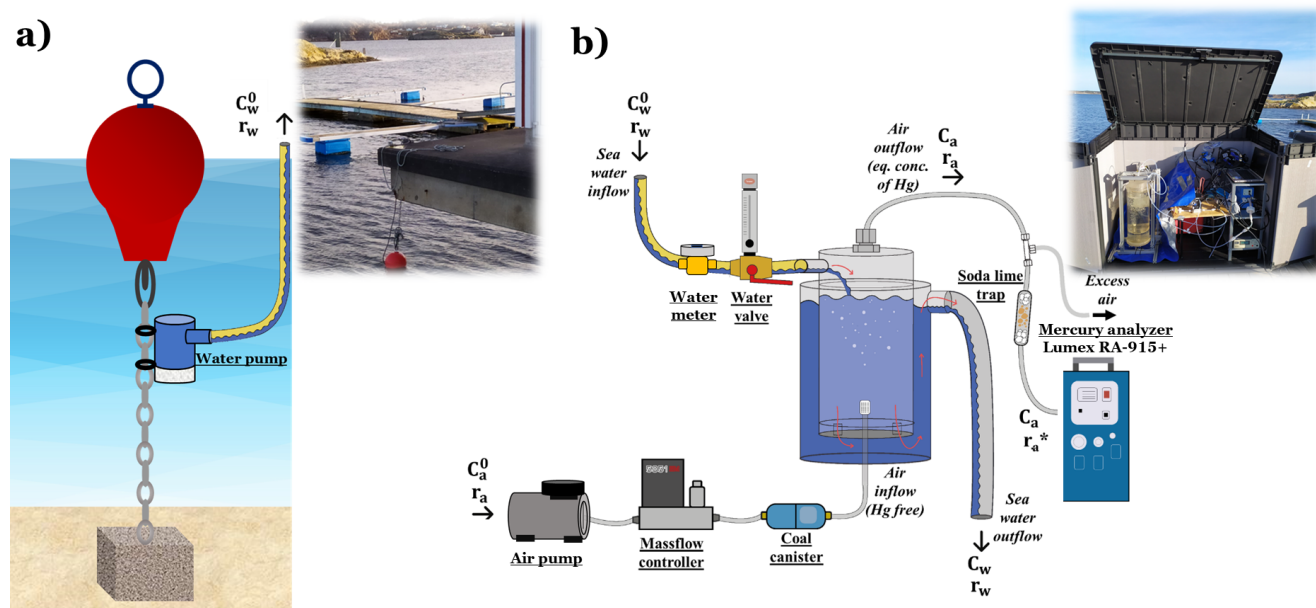 a)
C⁰w
rw
Water pump
b)
C⁰w
rw
Sea
water
inflow
Water
meter
Water
valve
Air
outflow
(eq. conc.
of Hg)
Ca
ra
Soda lime
trap
Excess
air
Mercury analyzer
Lumex RA-915+
Ca
ra*
C⁰a
ra
Air pump
Massflow
controller
Coal
canister
Air
inflow
(Hg free)
Sea
water
outflow
Cw
rw